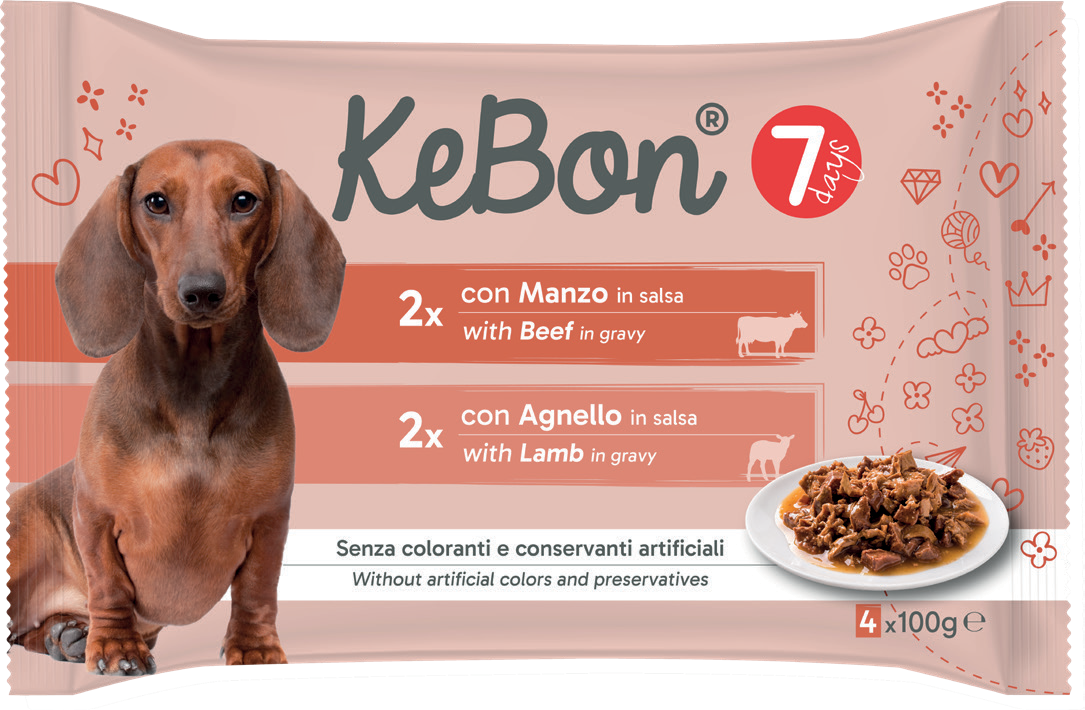 KeBon®
7 days
2x
con Manzo in salsa
with Beef in gravy
2x
con Agnello in salsa
with Lamb in gravy
Senza coloranti e conservanti artificiali
Without artificial colors and preservatives
4 x100g ℮